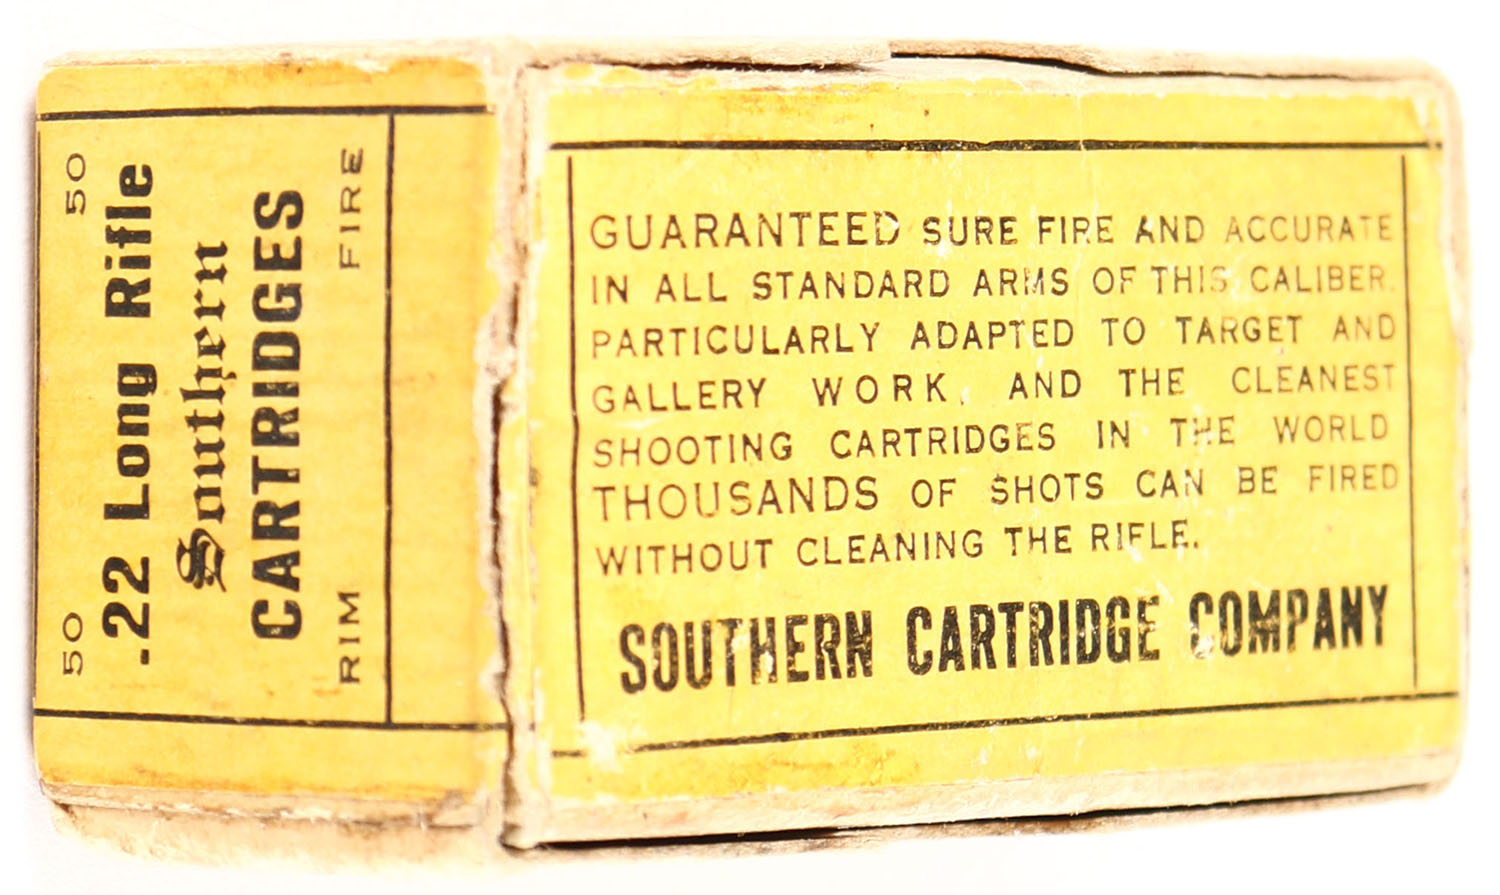 50 50
.22 Long Rifle
Southern
CARTRIDGES
RIM FIRE
GUARANTEED SURE FIRE AND ACCURATE
IN ALL STANDARD ARMS OF THIS CALIBER.
PARTICULARLY ADAPTED TO TARGET AND
GALLERY WORK, AND THE CLEANEST
SHOOTING CARTRIDGES IN THE WORLD
THOUSANDS OF SHOTS CAN BE FIRED
WITHOUT CLEANING THE RIFLE.
SOUTHERN CARTRIDGE COMPANY